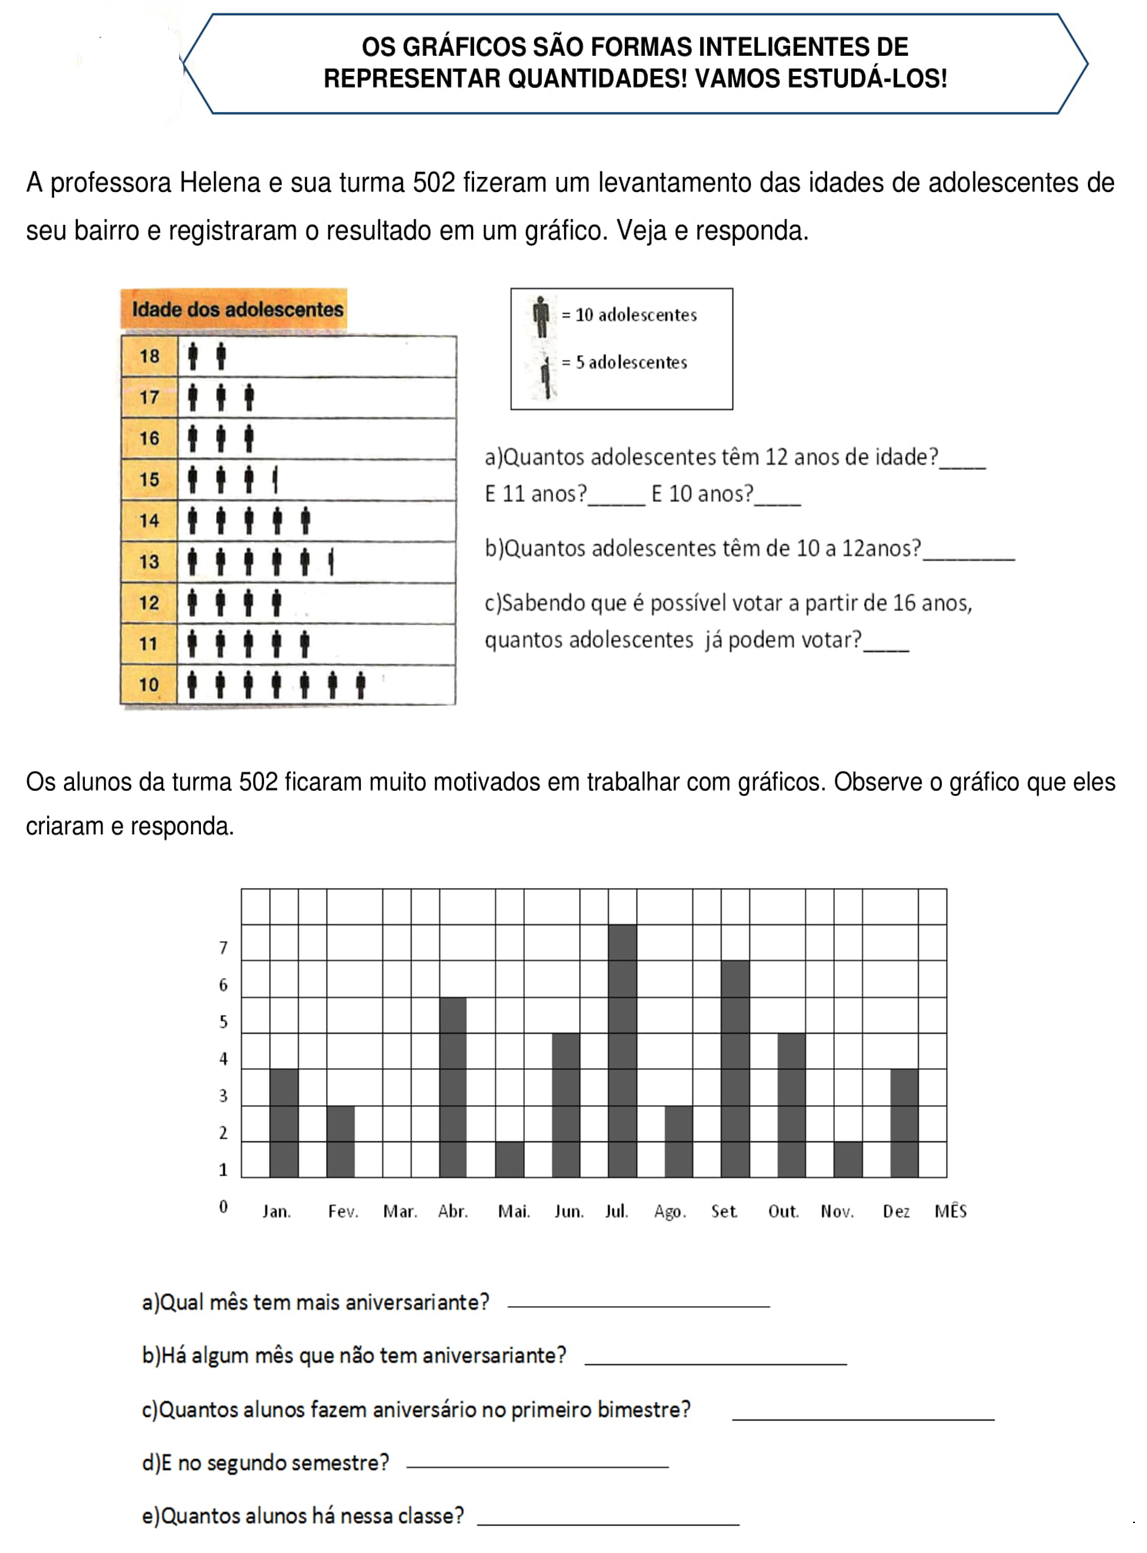 OS GRÁFICOS SÃO FORMAS INTELIGENTES DE
REPRESENTAR QUANTIDADES! VAMOS ESTUDÁ-LOS!
A professora Helena e sua turma 502 fizeram um levantamento das idades de adolescentes de
seu bairro e registraram o resultado em um gráfico. Veja e responda.
Idade dos adolescentes
18
17
16
15
14
13
12
11
10
= 10 adolescentes
= 5 adolescentes
a)Quantos adolescentes têm 12 anos de idade?____
E 11 anos?_____ E 10 anos?____
b)Quantos adolescentes têm de 10 a 12anos?________
c)Sabendo que é possível votar a partir de 16 anos,
quantos adolescentes já podem votar?____
Os alunos da turma 502 ficaram muito motivados em trabalhar com gráficos. Observe o gráfico que eles
criaram e responda.
7
6
5
4
3
2
1
0
Jan. Fev. Mar. Abr. Mai. Jun. Jul. Ago. Set. Out. Nov. Dez MÊS
a)Qual mês tem mais aniversariante? ____________________
b)Há algum mês que não tem aniversariante? ____________________
c)Quantos alunos fazem aniversário no primeiro bimestre? ____________________
d)E no segundo semestre? ____________________
e)Quantos alunos há nessa classe? ____________________